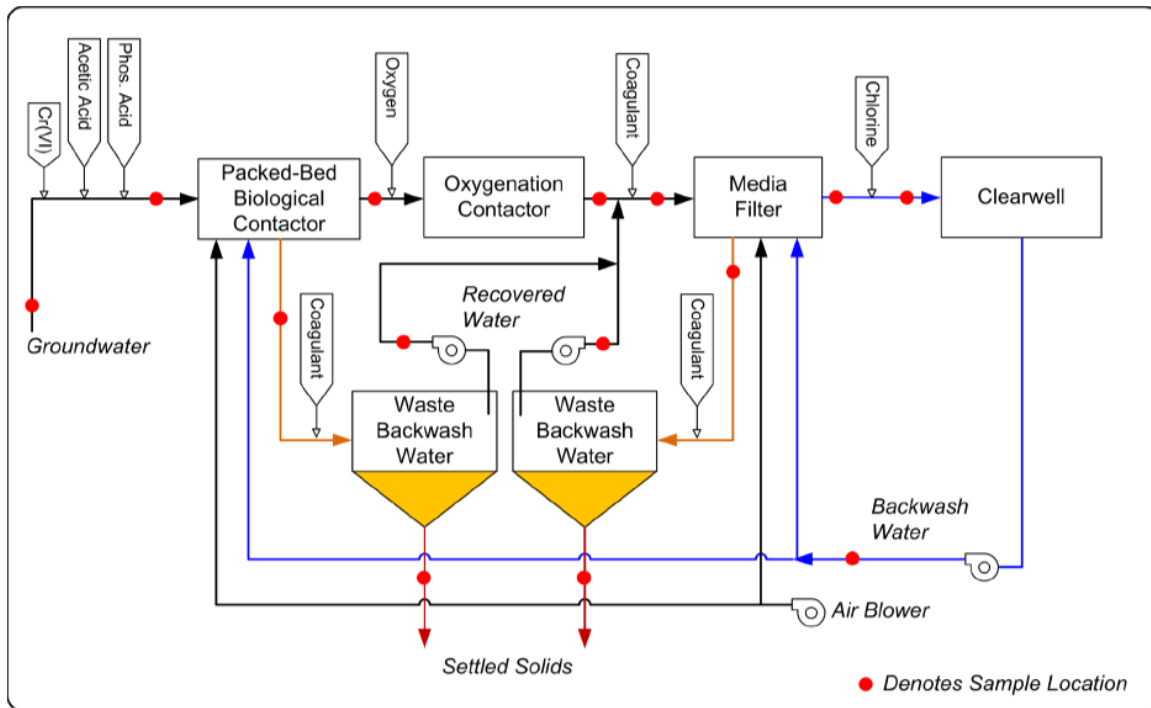 Cr(VI)
Acetic Acid
Phos. Acid
Oxygen
Coagulant
Chlorine
Packed-Bed
Biological
Contactor
Oxygenation
Contactor
Media
Filter
Clearwell
Groundwater
Coagulant
Recovered
Water
Coagulant
Waste
Backwash
Water
Waste
Backwash
Water
Backwash
Water
Air Blower
Settled Solids
Denotes Sample Location